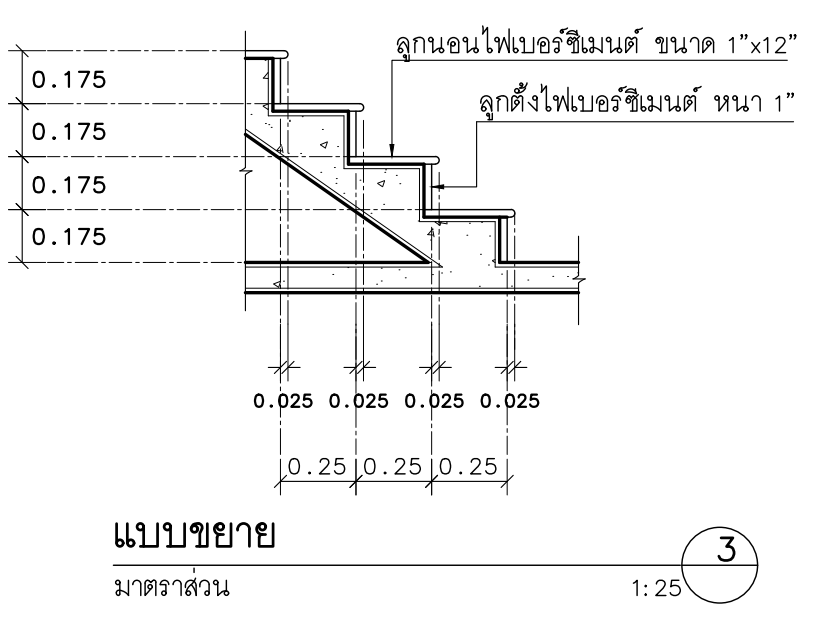 ลูกนอนไฟเบอร์ซีเมนต์ ขนาด 1"x12"
0.175
ลูกตั้งไฟเบอร์ซีเมนต์ หนา 1"
0.175
0.175
0.175
0.025 0.025 0.025 0.025
0.25 0.25 0.25
แบบขยาย
3
มาตราส่วน 1:25